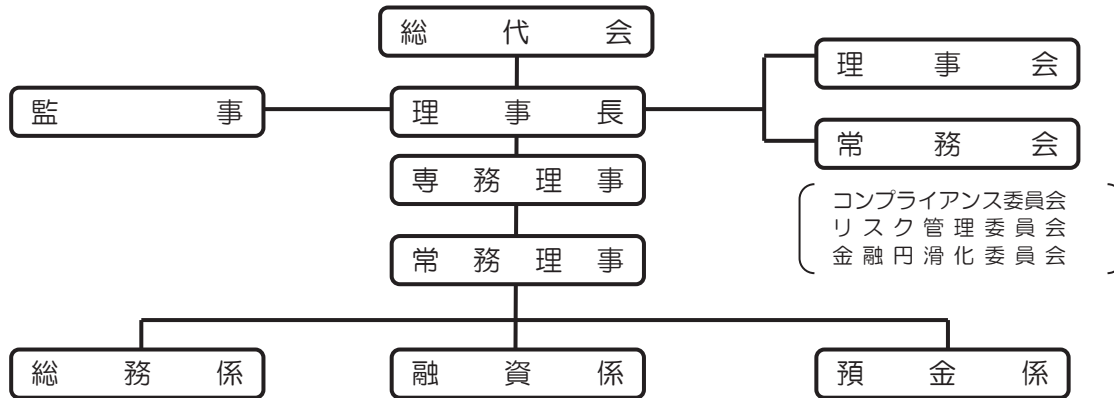 総代会
理事会
監事
理事長
常務会
専務理事
コンプライアンス委員会
リスク管理委員会
金融円滑化委員会
常務理事
総務係
融資係
預金係